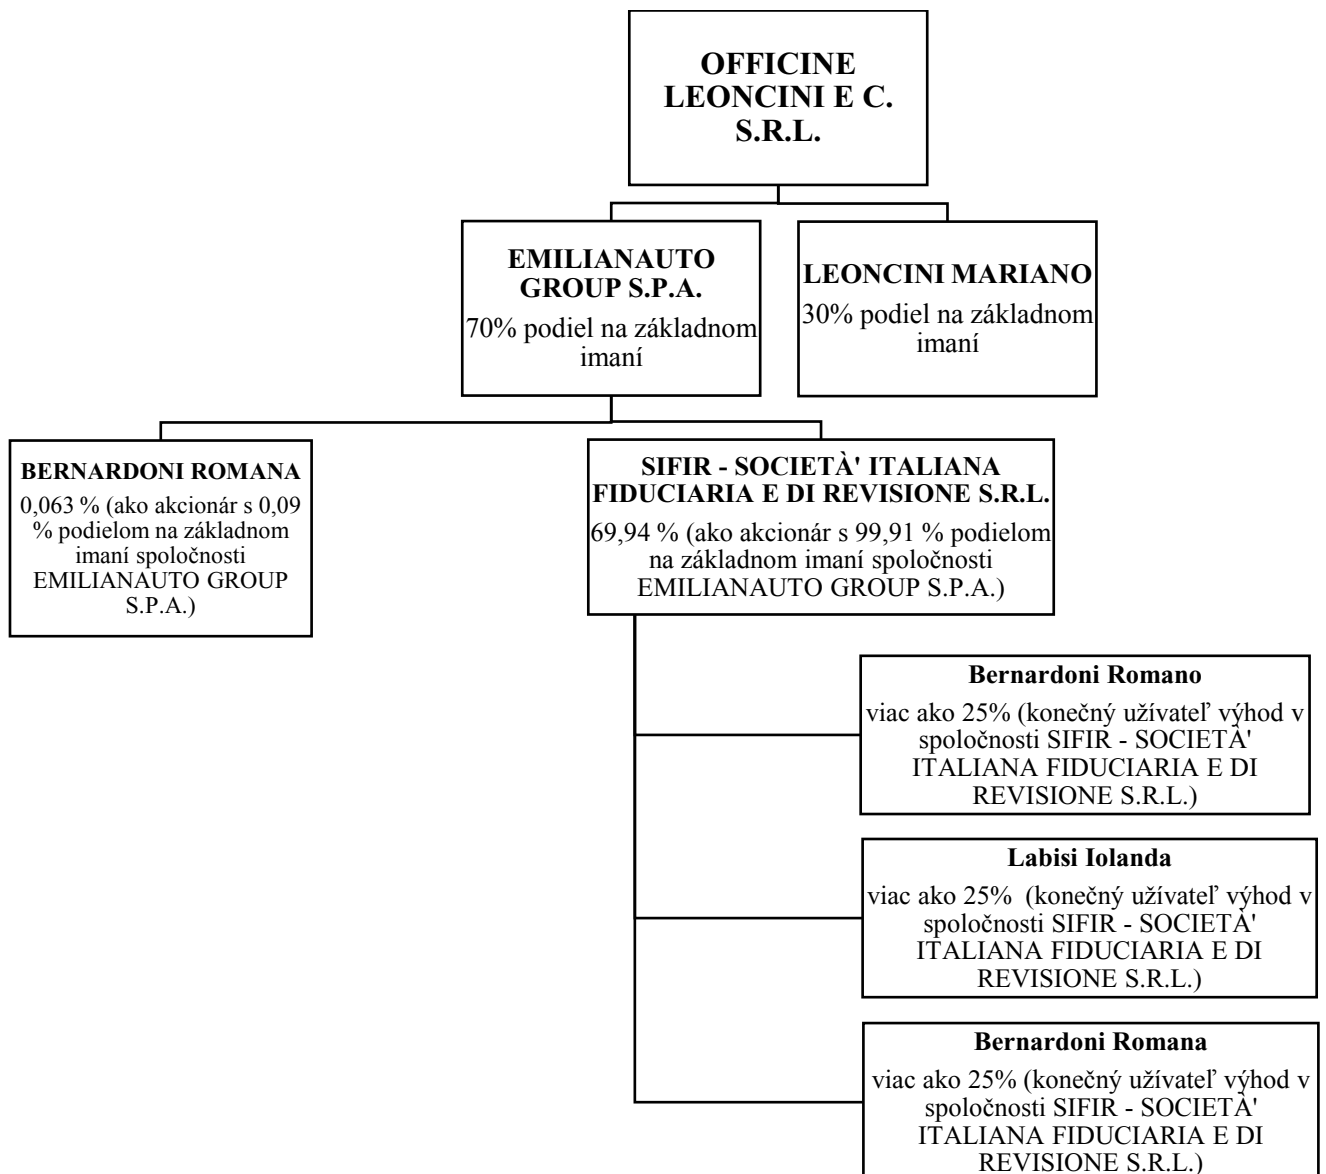 OFFICINE
LEONCINI E C.
S.R.L.
EMILIANAUTO
GROUP S.P.A.
70% podiel na základnom
imaní
LEONCINI MARIANO
30% podiel na základnom
imaní
BERNARDONI ROMANA
0,063 % (ako akcionár s 0,09
% podielom na základnom
imaní spoločnosti
EMILIANAUTO GROUP
S.P.A.)
SIFIR - SOCIETÀ' ITALIANA
FIDUCIARIA E DI REVISIONE S.R.L.
69,94 % (ako akcionár s 99,91 % podielom
na základnom imaní spoločnosti
EMILIANAUTO GROUP S.P.A.)
Bernardoni Romano
viac ako 25% (konečný užívateľ výhod v
spoločnosti SIFIR - SOCIETÀ'
ITALIANA FIDUCIARIA E DI
REVISIONE S.R.L.)
Labisi Iolanda
viac ako 25%  (konečný užívateľ výhod v
spoločnosti SIFIR - SOCIETÀ'
ITALIANA FIDUCIARIA E DI
REVISIONE S.R.L.)
Bernardoni Romana
viac ako 25% (konečný užívateľ výhod v
spoločnosti SIFIR - SOCIETÀ'
ITALIANA FIDUCIARIA E DI
REVISIONE S.R.L.)